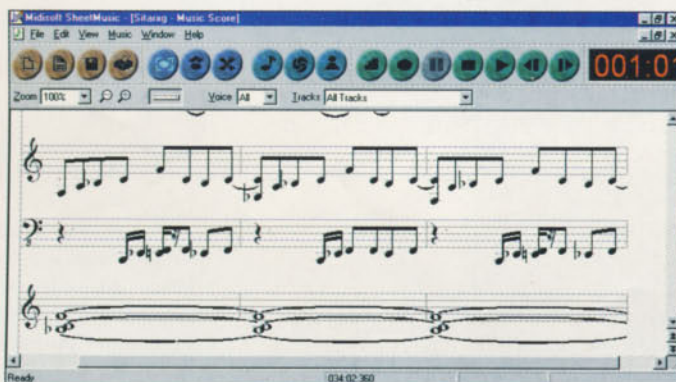 Midisoft SheetMusic - [Sitarag - Music Score]
File Edit View Music Window Help
001:01
Zoom 100% Voice All Tracks All Tracks
Ready 034:02:360